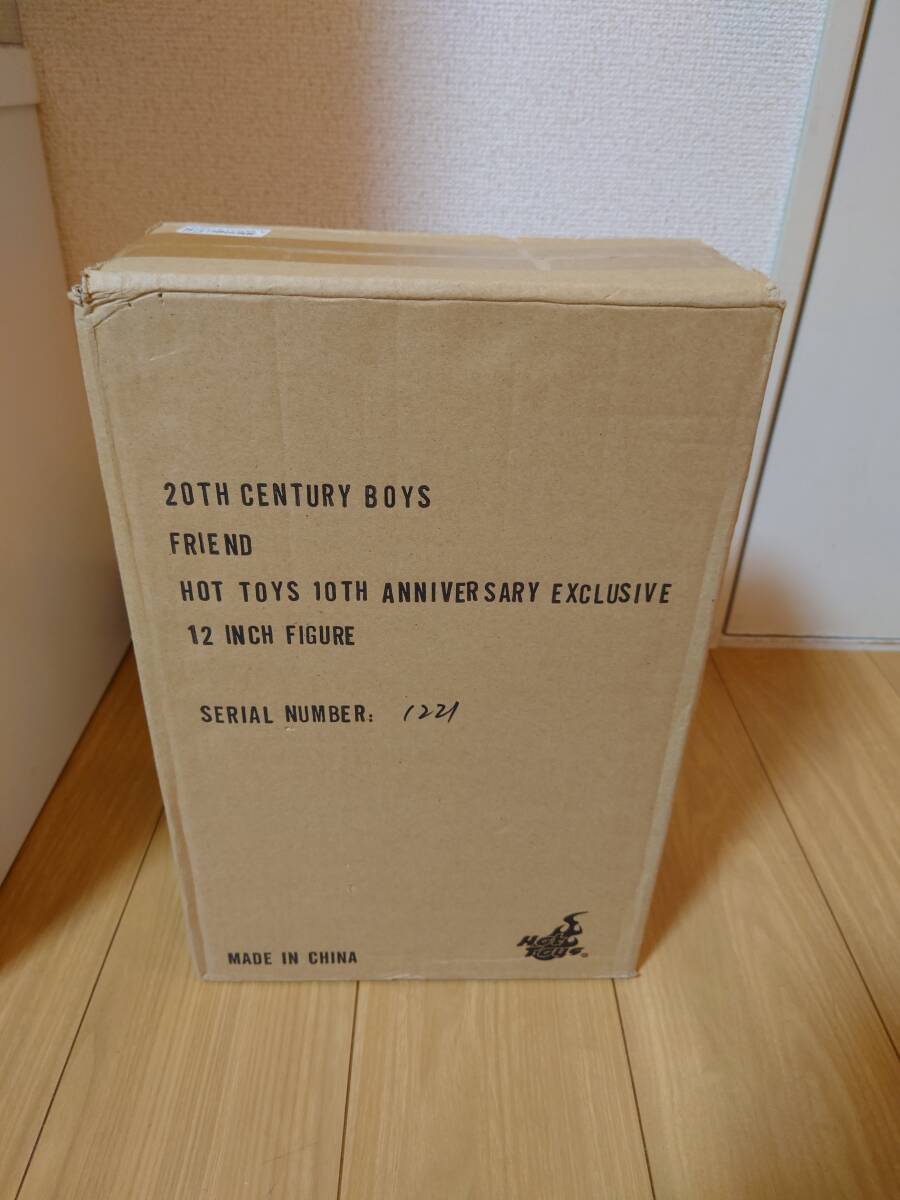 20TH CENTURY BOYS
FRIEND
HOT TOYS 10TH ANNIVERSARY EXCLUSIVE
12 INCH FIGURE
SERIAL NUMBER: 1221
MADE IN CHINA
Hot
Toys